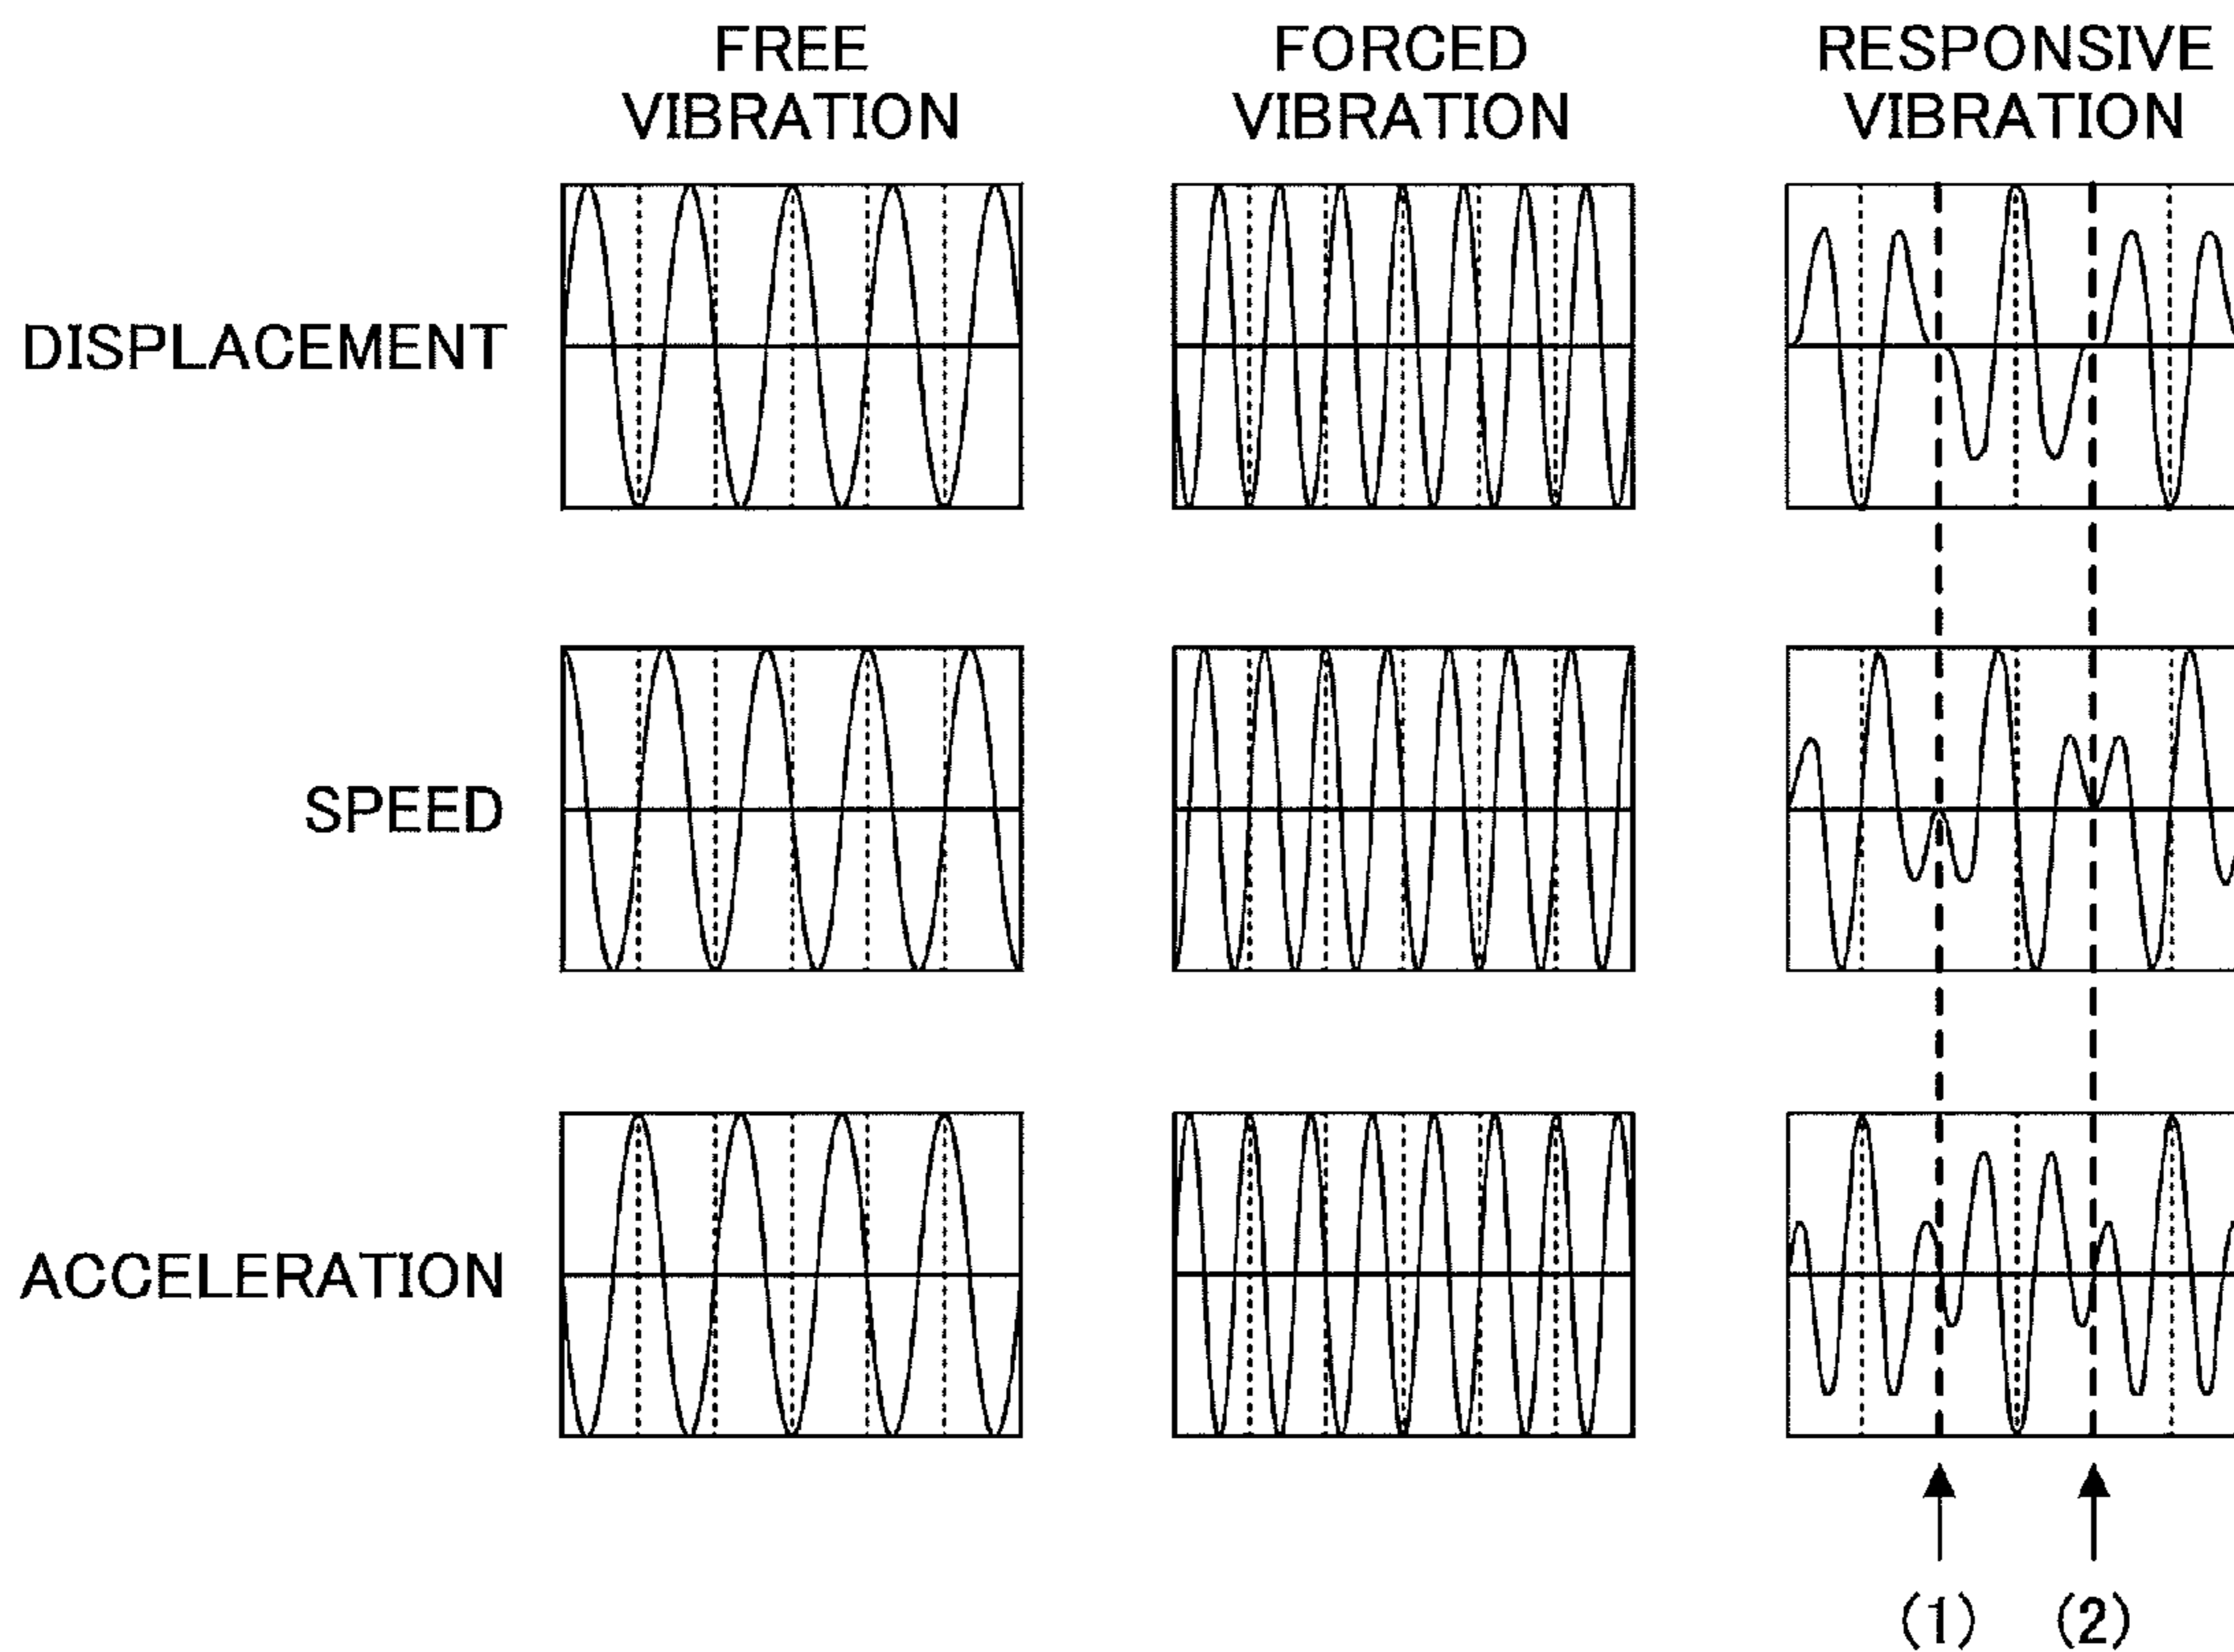 FREE
VIBRATION
FORCED
VIBRATION
RESPONSIVE
VIBRATION
DISPLACEMENT
SPEED
ACCELERATION
(1)
(2)